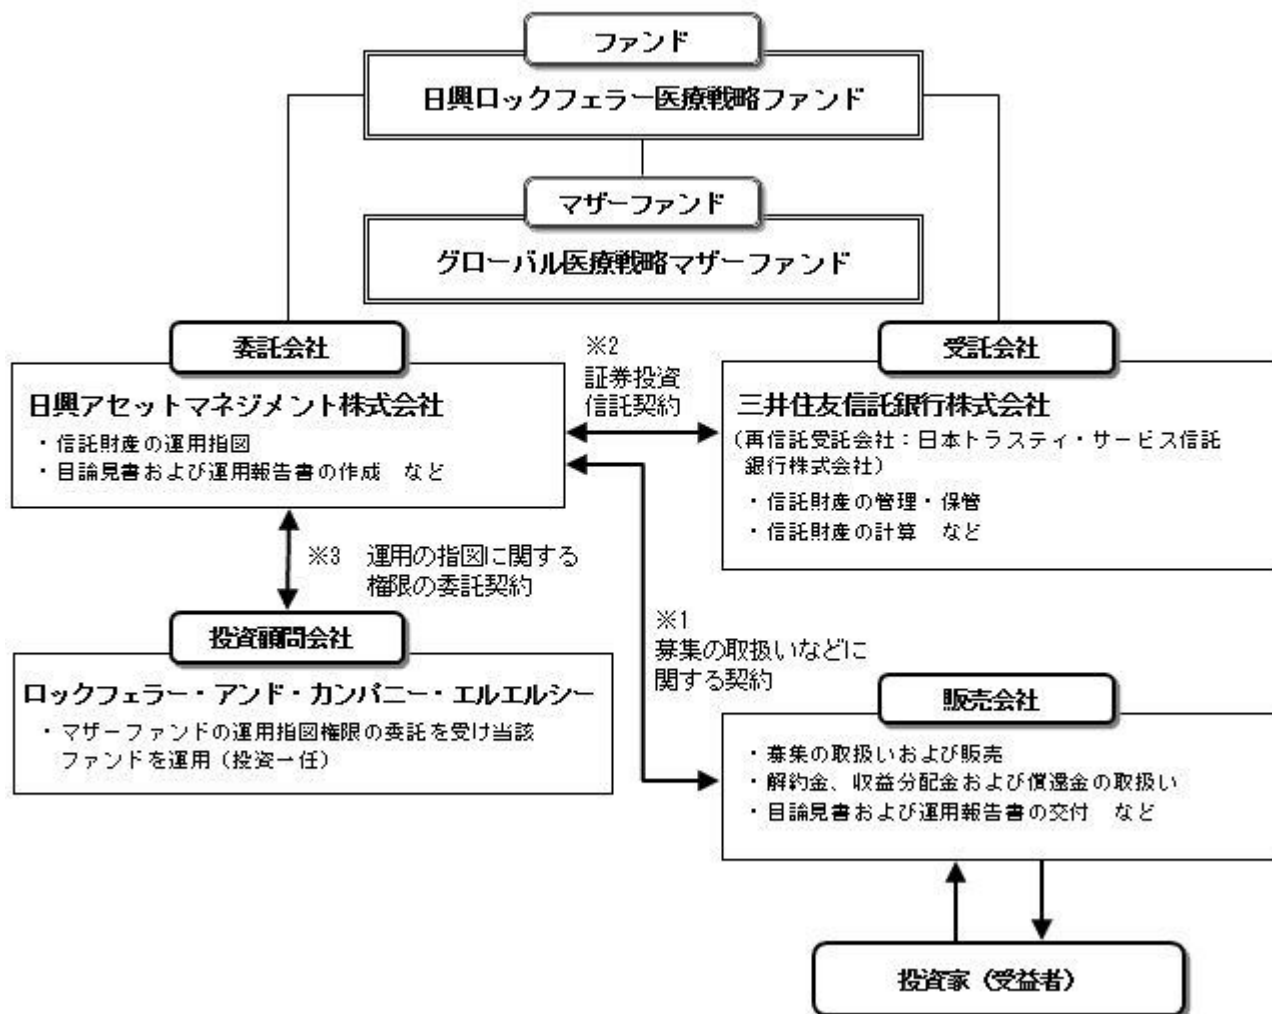 ファンド
日興ロックフェラー医療戦略ファンド
マザーファンド
グローバル医療戦略マザーファンド
委託会社
日興アセットマネジメント株式会社
・信託財産の運用指図
・目論見書および運用報告書の作成 など
※2
証券投資
信託契約
受託会社
三井住友信託銀行株式会社
(再信託受託会社:日本トラスティ・サービス信託
銀行株式会社)
・信託財産の管理・保管
・信託財産の計算 など
※3 運用の指図に関する
権限の委託契約
投資顧問会社
ロックフェラー・アンド・カンパニー・エルエルシー
・マザーファンドの運用指図権限の委託を受け当該
ファンドを運用(投資一任)
※1
募集の取扱いなどに
関する契約
販売会社
・募集の取扱いおよび販売
・解約金、収益分配金および償還金の取扱い
・目論見書および運用報告書の交付 など
投資家(受益者)